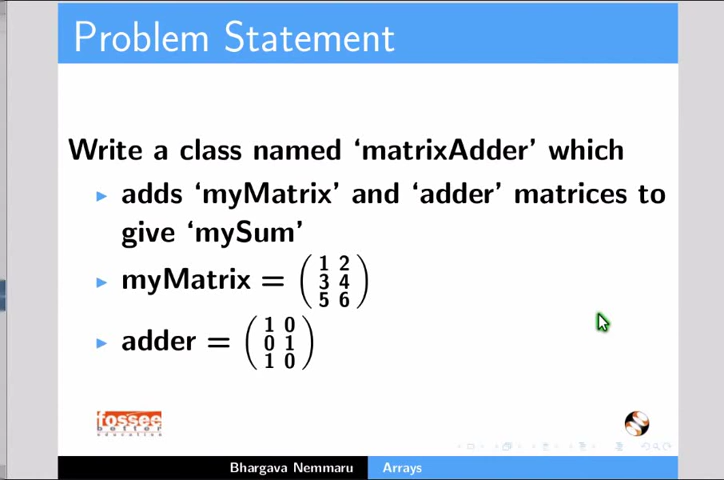 Problem Statement
Write a class named ‘matrixAdder’ which
adds ‘myMatrix’ and ‘adder’ matrices to
give ‘mySum’
myMatrix = ( 1 2
3 4
5 6 )
adder = ( 1 0
0 1
1 0 )
fossee
Bhargava Nemmaru Arrays